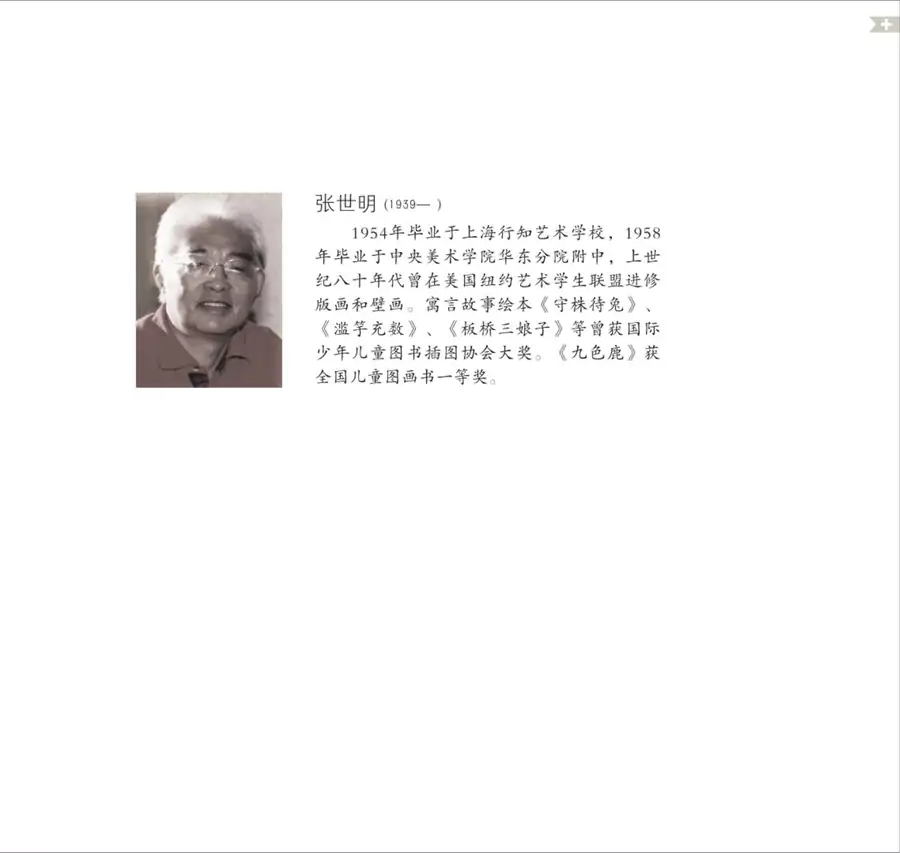 张世明 (1939— )
1954年毕业于上海行知艺术学校，1958
年毕业于中央美术学院华东分院附中，上世
纪八十年代曾在美国纽约艺术学生联盟进修
版画和壁画。寓言故事绘本《守株待兔》、
《滥竽充数》、《板桥三娘子》等曾获国际
少年儿童图书插图协会大奖。《九色鹿》获
全国儿童图画书一等奖。